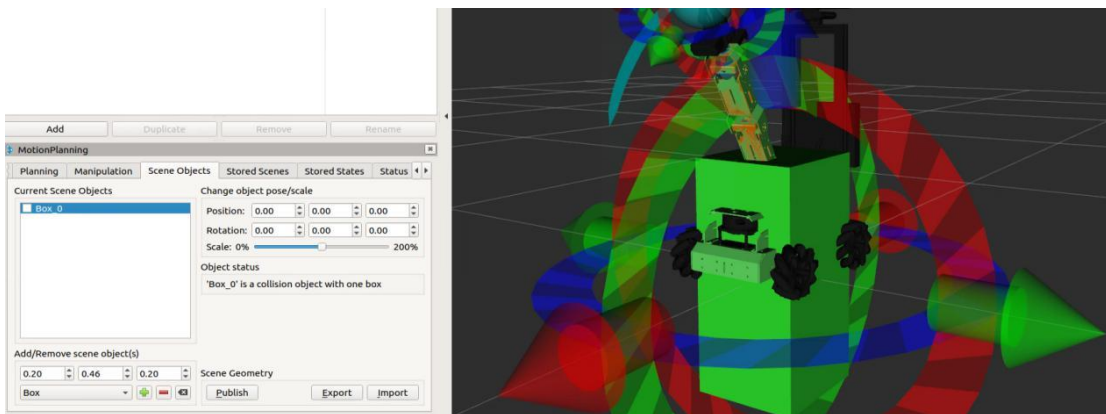 Add Duplicate Remove Rename
MotionPlanning
Planning Manipulation Scene Objects Stored Scenes Stored States Status
Current Scene Objects
Box_0
Change object pose/scale
Position: 0.00 0.00 0.00
Rotation: 0.00 0.00 0.00
Scale: 0% 200%
Object status
'Box_0' is a collision object with one box
Add/Remove scene object(s)
0.20 0.46 0.20
Box
Scene Geometry
Publish Export Import